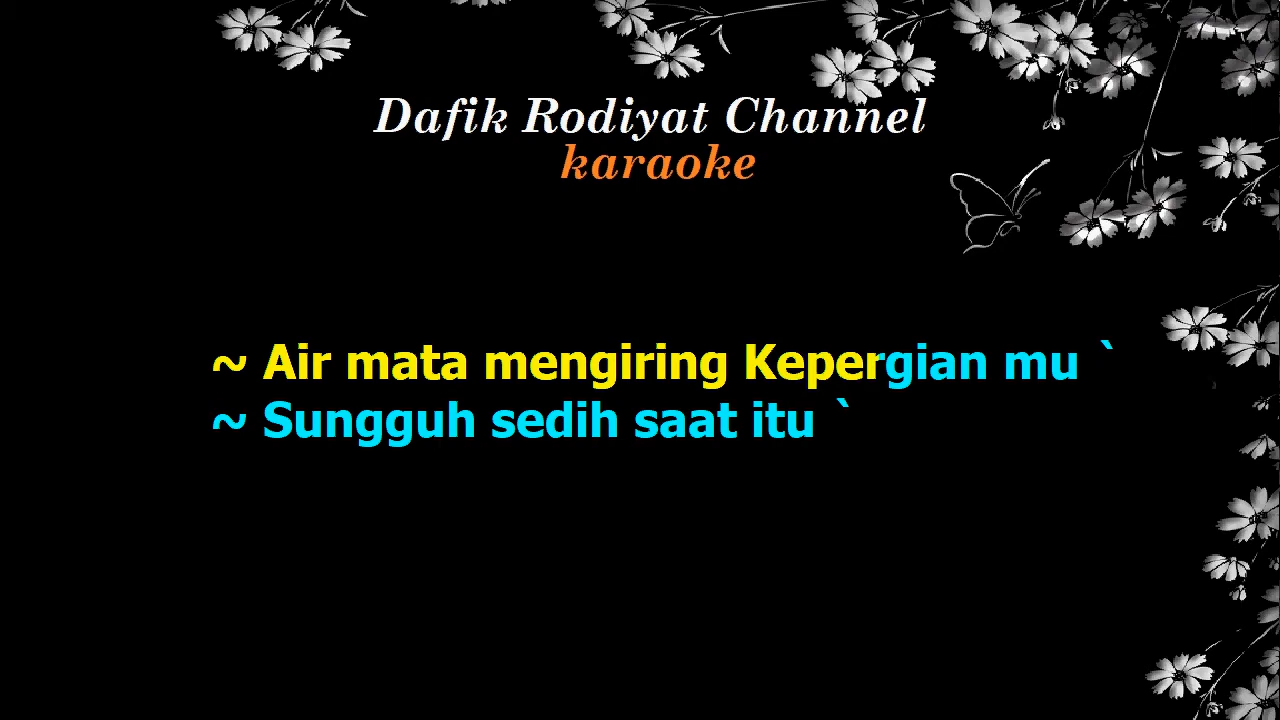 Dafik Rodiyat Channel
karaoke
~ Air mata mengiring Kepergian mu `
~ Sungguh sedih saat itu `